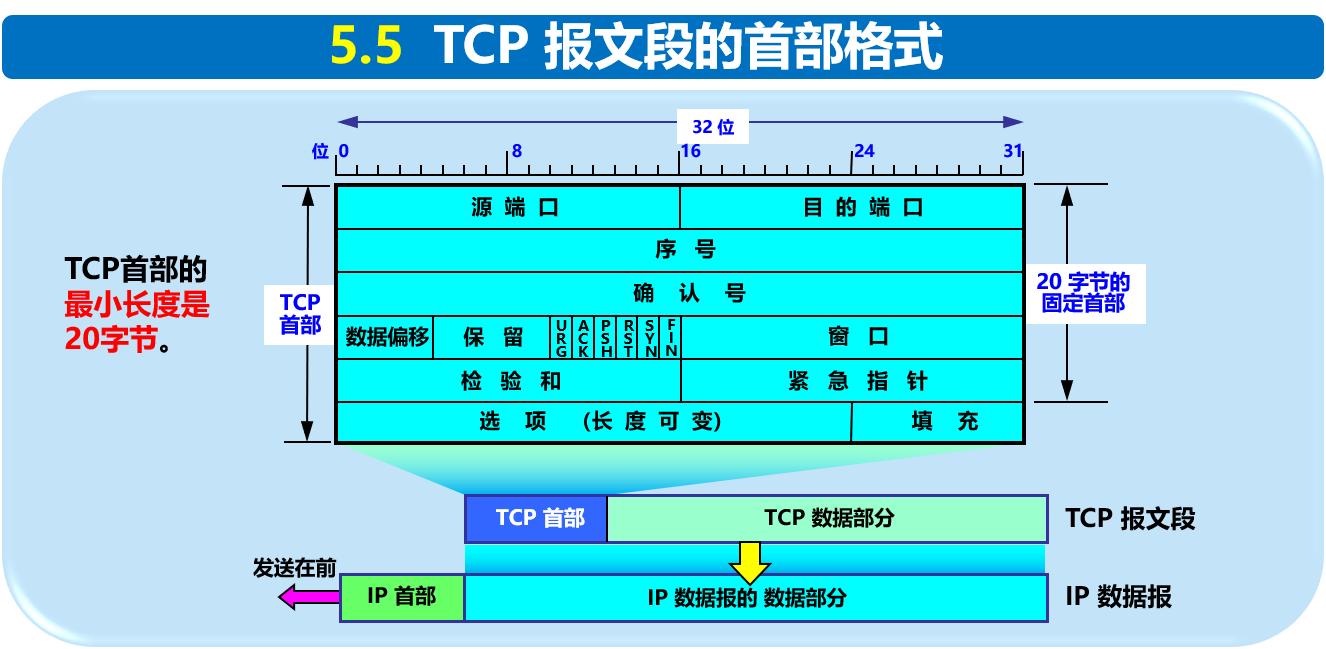 5.5 TCP 报文段的首部格式
32 位
位 0 8 16 24 31
源 端 口 目 的 端 口
序 号
确 认 号
数据偏移 保 留 URG ACK PSH RST SYN FIN 窗 口
检 验 和 紧 急 指 针
选 项 (长 度 可 变) 填 充
TCP首部的
最小长度是
20字节。
TCP
首部
20 字节的
固定首部
TCP 首部 TCP 数据部分 TCP 报文段
发送在前
IP 首部 IP 数据报的 数据部分 IP 数据报